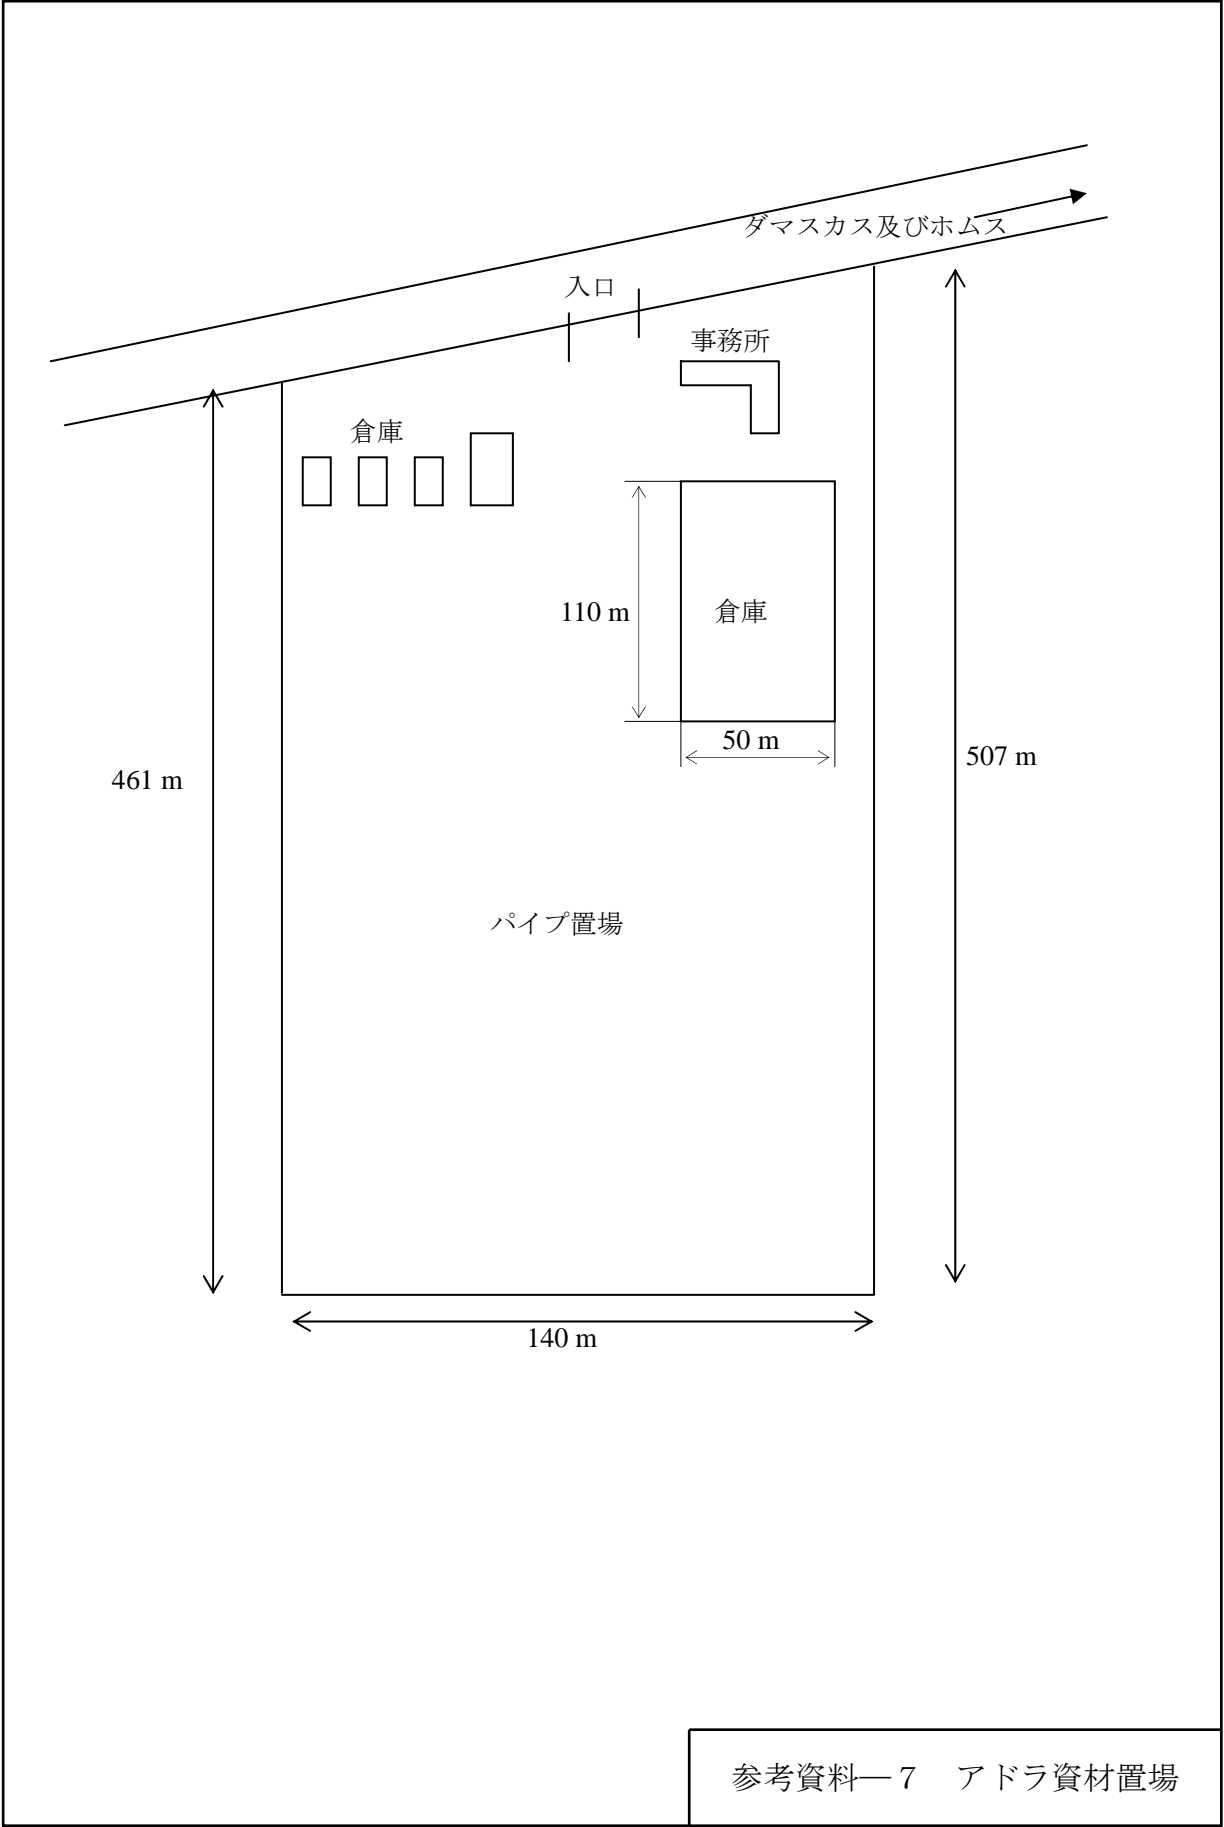 ダマスカス及びホムス
入口
事務所
倉庫
110 m
倉庫
50 m
507 m
461 m
パイプ置場
140 m
参考資料―７　アドラ資材置場